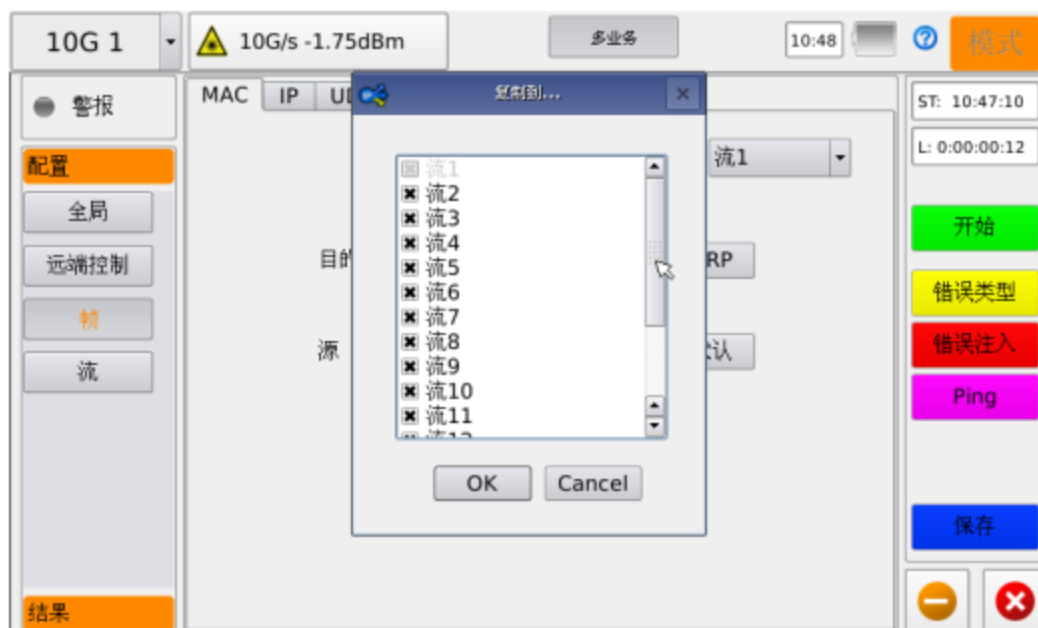 10G 1
10G/s -1.75dBm
多业务
10:48
模式
警报
配置
全局
远端控制
帧
流
结果
MAC
IP
复制到...
流1
目的
RP
源
认
流1
流2
流3
流4
流5
流6
流7
流8
流9
流10
流11
流12
OK
Cancel
ST: 10:47:10
L: 0:00:00:12
开始
错误类型
错误注入
Ping
保存